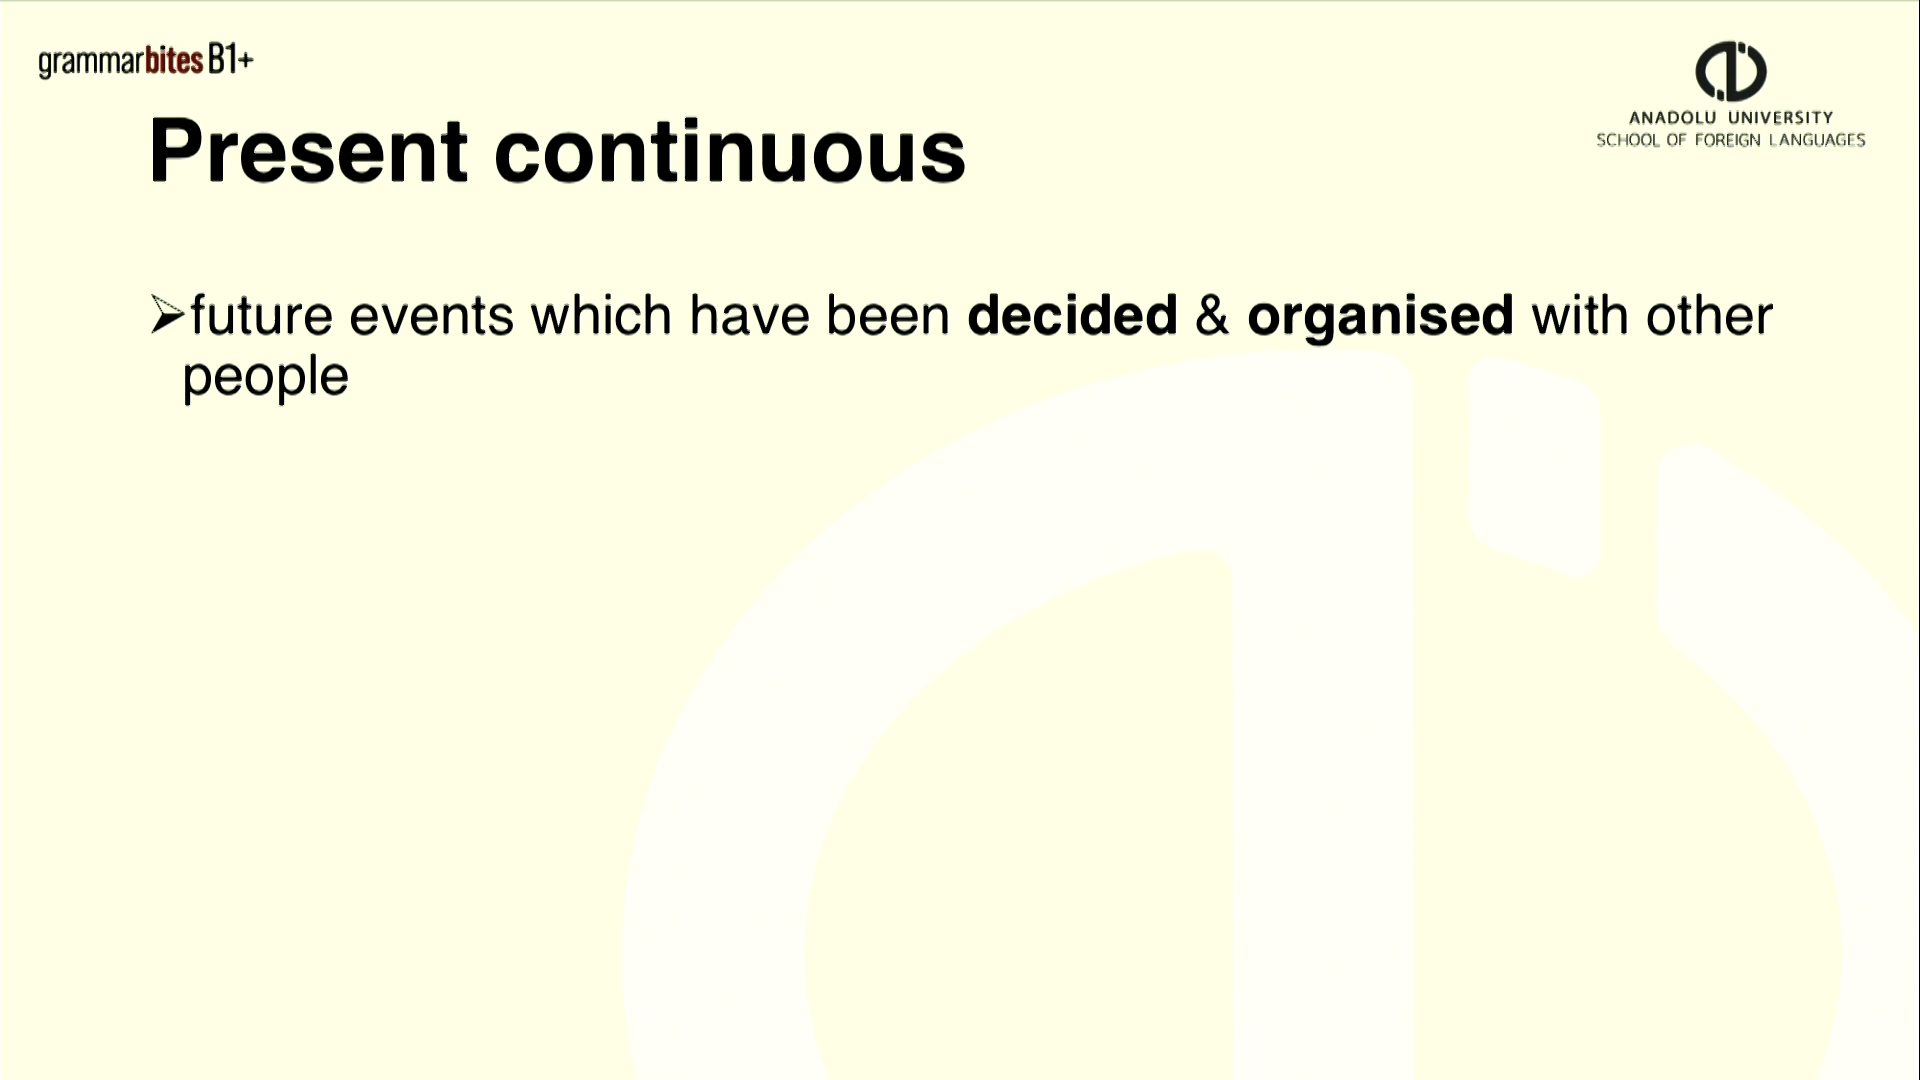 grammarbites B1+
ANADOLU UNIVERSITY
SCHOOL OF FOREIGN LANGUAGES
Present continuous
➢future events which have been decided & organised with other
people